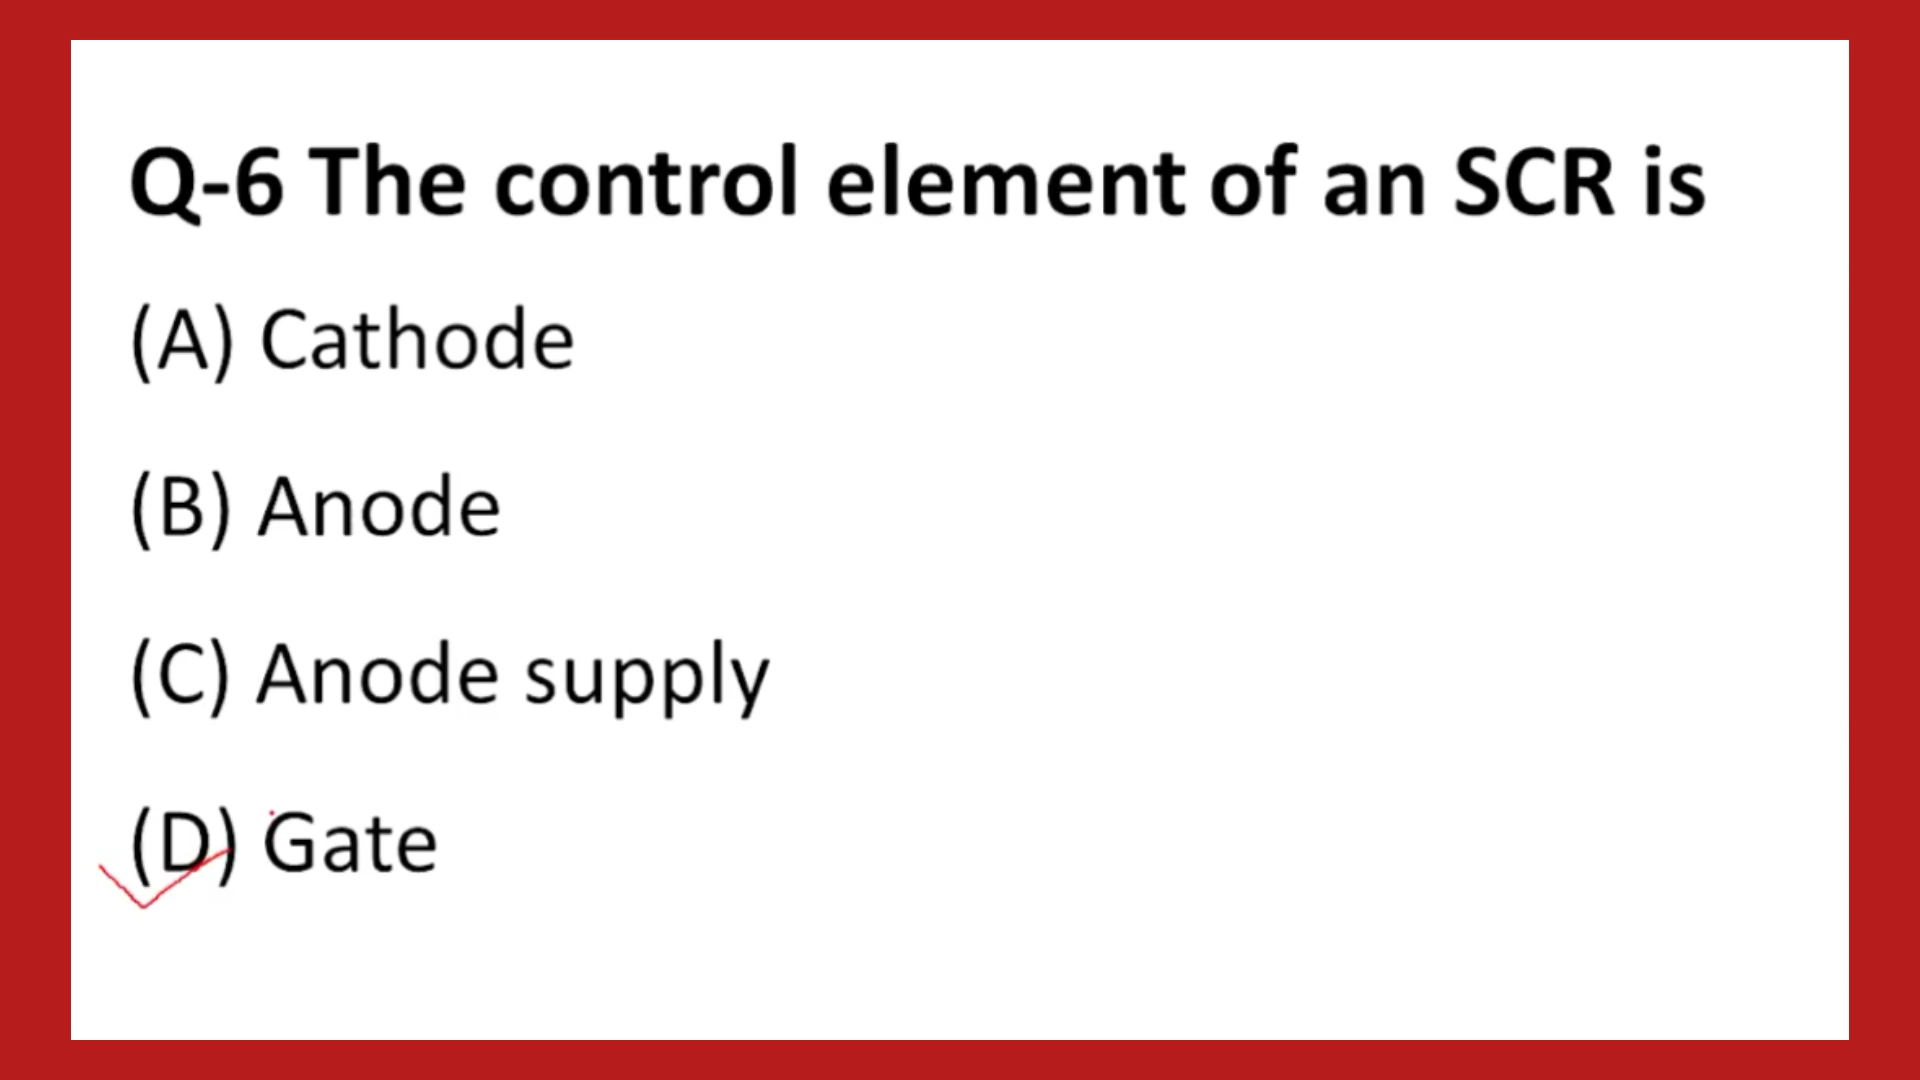 Q-6 The control element of an SCR is
(A) Cathode
(B) Anode
(C) Anode supply
(D) Gate